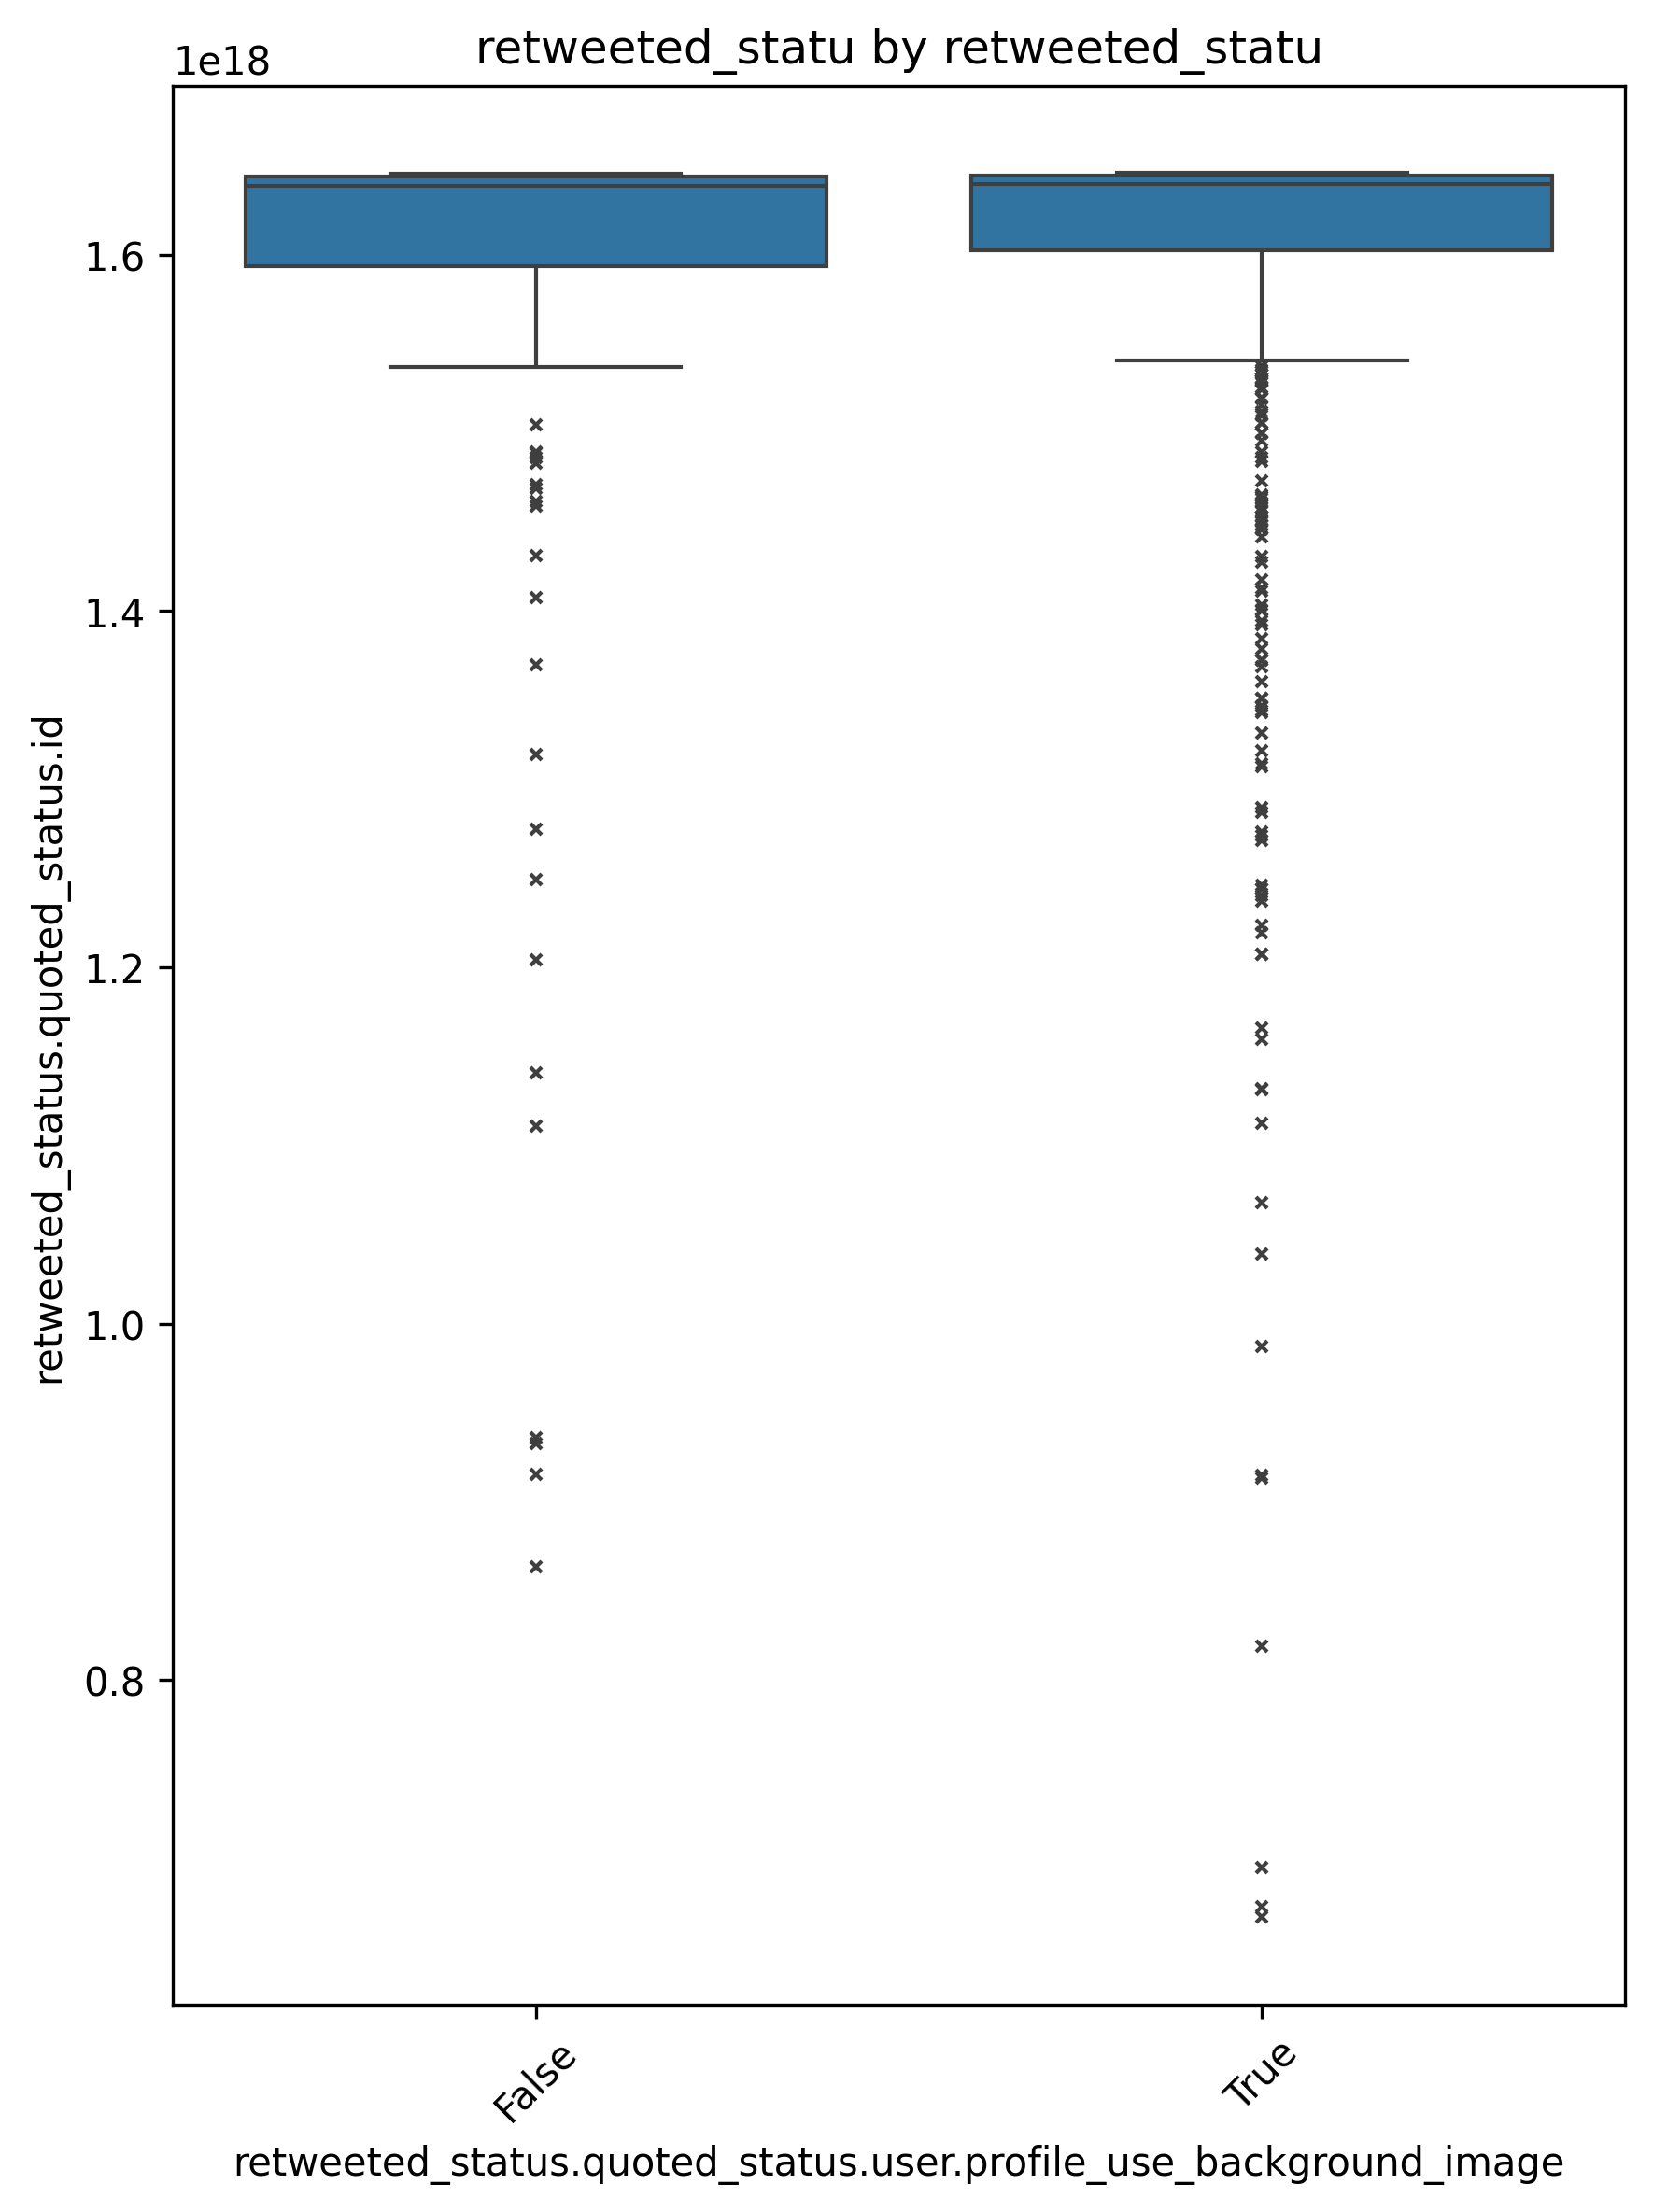 retweeted_statu by retweeted_statu
1e18
1.6
1.4
1.2
1.0
0.8
retweeted_status.quoted_status.id
False
True
retweeted_status.quoted_status.user.profile_use_background_image